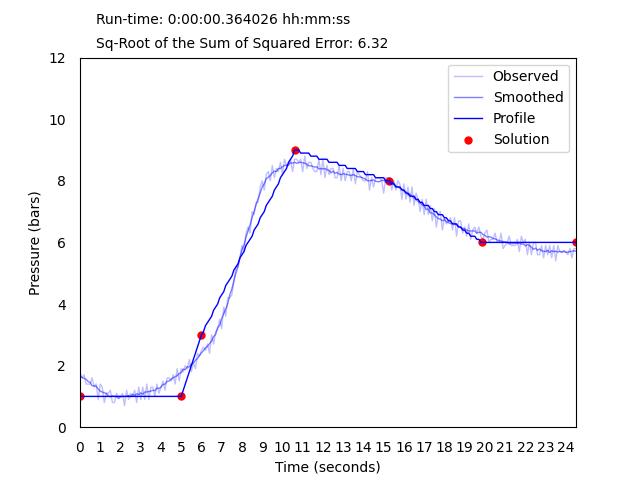 Run-time: 0:00:00.364026 hh:mm:ss
Sq-Root of the Sum of Squared Error: 6.32
12
10
8
6
4
2
0
Pressure (bars)
Observed
Smoothed
Profile
Solution
0 1 2 3 4 5 6 7 8 9 10 11 12 13 14 15 16 17 18 19 20 21 22 23 24
Time (seconds)